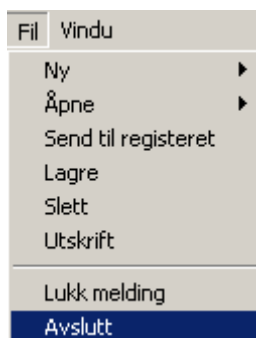 Fil Vindu
Ny
Åpne
Send til registeret
Lagre
Slett
Utskrift
Lukk melding
Avslutt